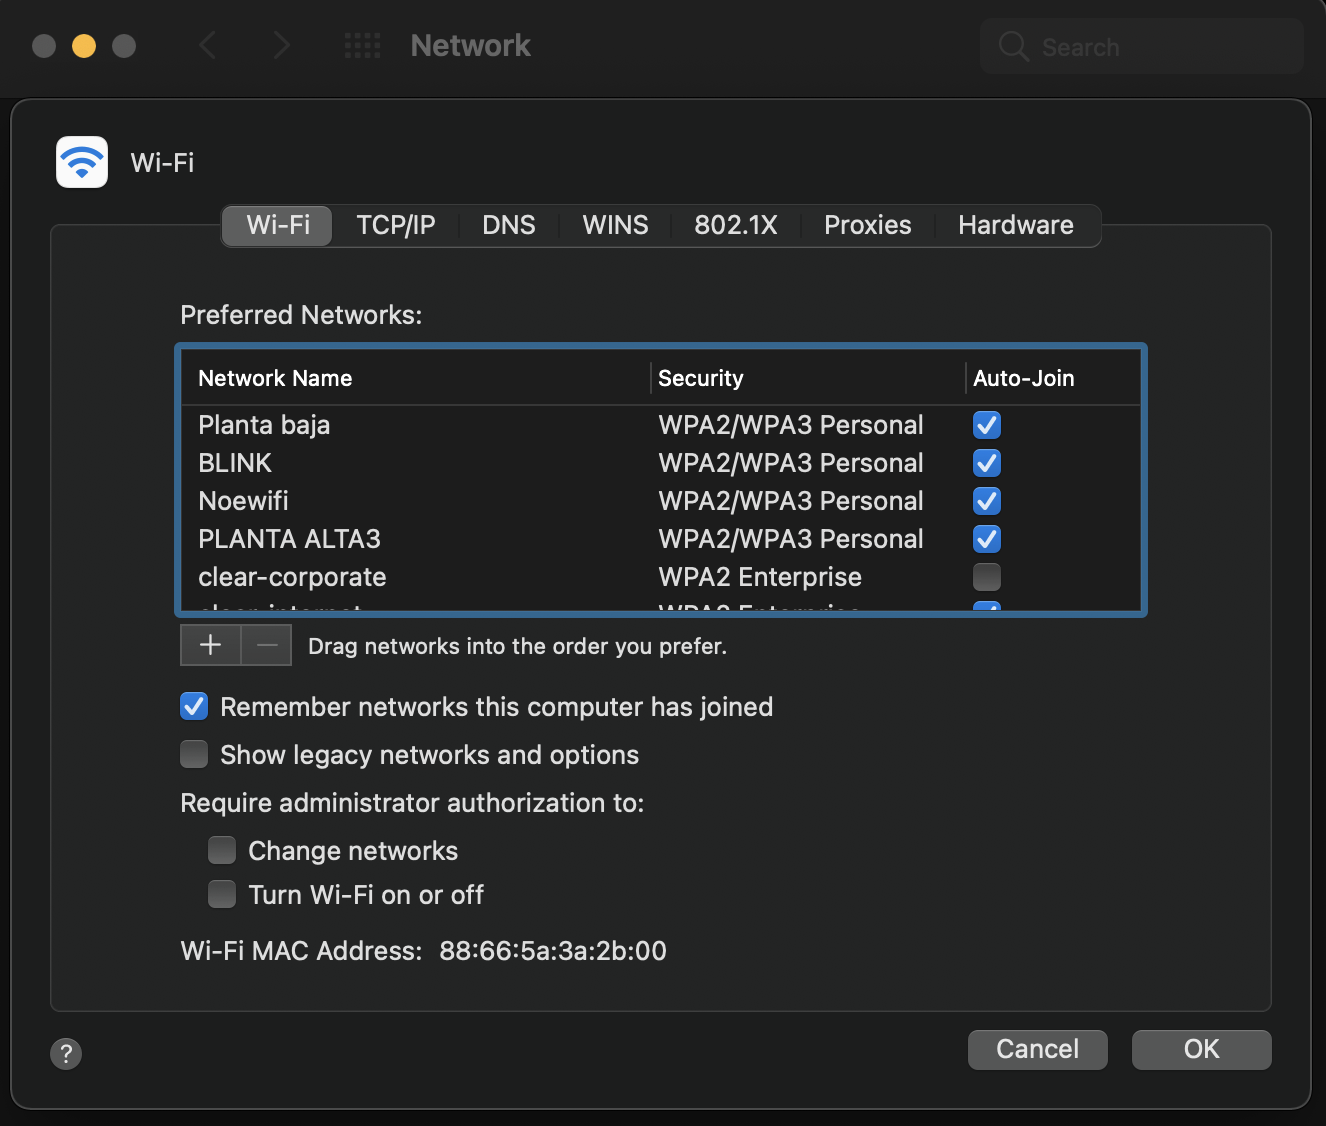 Network
Search
Wi-Fi
Wi-Fi TCP/IP DNS WINS 802.1X Proxies Hardware
Preferred Networks:
Network Name Security Auto-Join
Planta baja WPA2/WPA3 Personal
BLINK WPA2/WPA3 Personal
Noewifi WPA2/WPA3 Personal
PLANTA ALTA3 WPA2/WPA3 Personal
clear-corporate WPA2 Enterprise
clear-internet WPA2 Enterprise
+ − Drag networks into the order you prefer.
Remember networks this computer has joined
Show legacy networks and options
Require administrator authorization to:
Change networks
Turn Wi-Fi on or off
Wi-Fi MAC Address: 88:66:5a:3a:2b:00
? Cancel OK